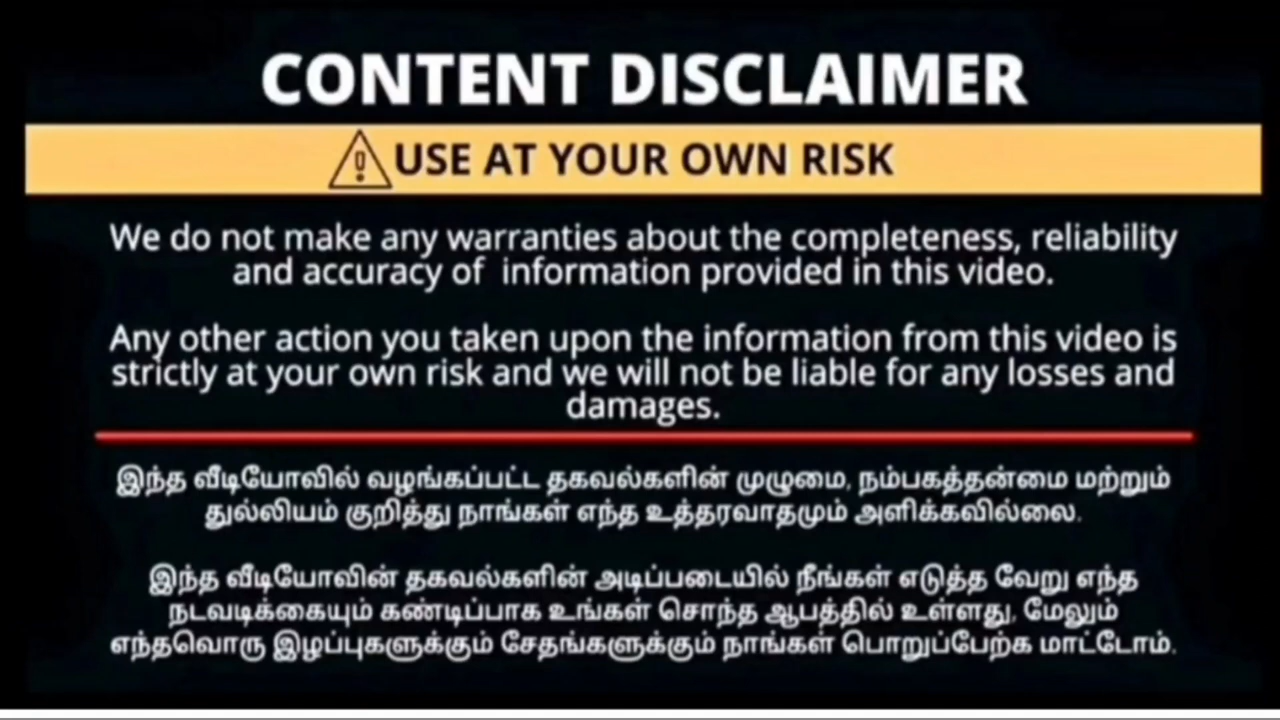 CONTENT DISCLAIMER
USE AT YOUR OWN RISK
We do not make any warranties about the completeness, reliability
and accuracy of information provided in this video.
Any other action you taken upon the information from this video is
strictly at your own risk and we will not be liable for any losses and
damages.
இந்த வீடியோவில் வழங்கப்பட்ட தகவல்களின் முழுமை, நம்பகத்தன்மை மற்றும்
துல்லியம் குறித்து நாங்கள் எந்த உத்தரவாதமும் அளிக்கவில்லை.
இந்த வீடியோவின் தகவல்களின் அடிப்படையில் நீங்கள் எடுத்த வேறு எந்த
நடவடிக்கையும் கண்டிப்பாக உங்கள் சொந்த ஆபத்தில் உள்ளது, மேலும்
எந்தவொரு இழப்புகளுக்கும் சேதங்களுக்கும் நாங்கள் பொறுப்பேற்க மாட்டோம்.